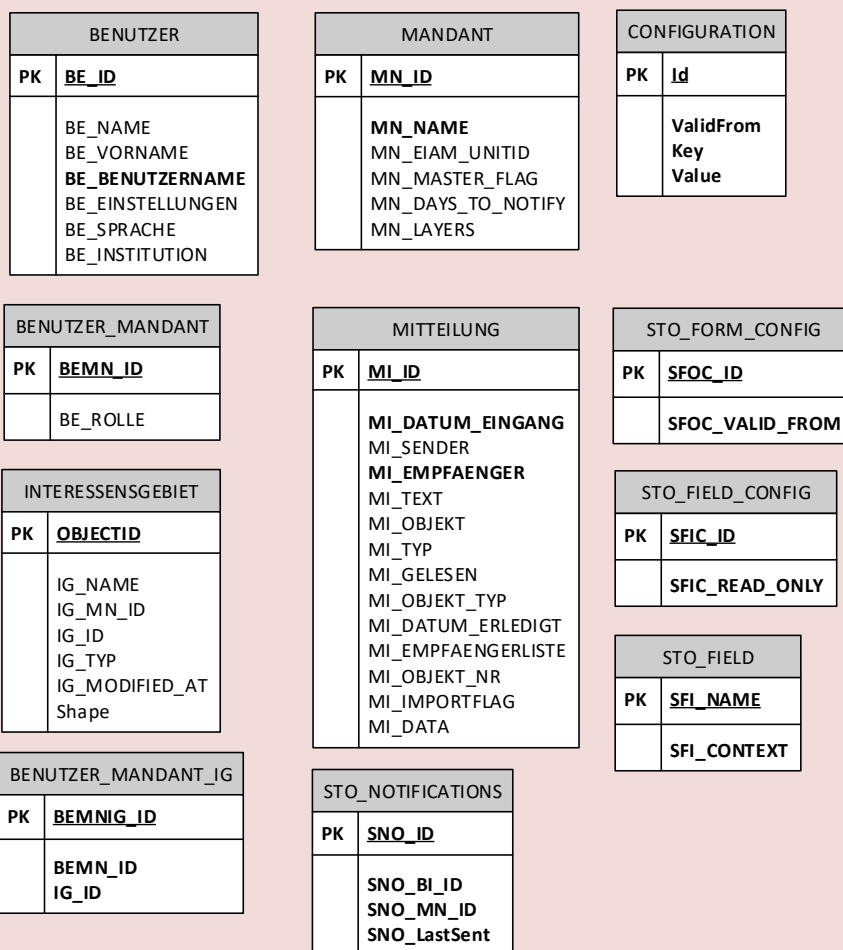 BENUTZER
PK BE_ID
BE_NAME
BE_VORNAME
BE_BENUTZERNAME
BE_EINSTELLUNGEN
BE_SPRACHE
BE_INSTITUTION
MANDANT
PK MN_ID
MN_NAME
MN_EIAM_UNITID
MN_MASTER_FLAG
MN_DAYS_TO_NOTIFY
MN_LAYERS
CONFIGURATION
PK Id
ValidFrom
Key
Value
BENUTZER_MANDANT
PK BEMN_ID
BE_ROLLE
MITTEILUNG
PK MI_ID
MI_DATUM_EINGANG
MI_SENDER
MI_EMPFAENGER
MI_TEXT
MI_OBJEKT
MI_TYP
MI_GELESEN
MI_OBJEKT_TYP
MI_DATUM_ERLEDIGT
MI_EMPFAENGERLISTE
MI_OBJEKT_NR
MI_IMPORTFLAG
MI_DATA
STO_FORM_CONFIG
PK SFOC_ID
SFOC_VALID_FROM
INTERESSENSGEBIET
PK OBJECTID
IG_NAME
IG_MN_ID
IG_ID
IG_TYP
IG_MODIFIED_AT
Shape
STO_FIELD_CONFIG
PK SFIC_ID
SFIC_READ_ONLY
STO_FIELD
PK SFI_NAME
SFI_CONTEXT
BENUTZER_MANDANT_IG
PK BEMNIG_ID
BEMN_ID
IG_ID
STO_NOTIFICATIONS
PK SNO_ID
SNO_BI_ID
SNO_MN_ID
SNO_LastSent